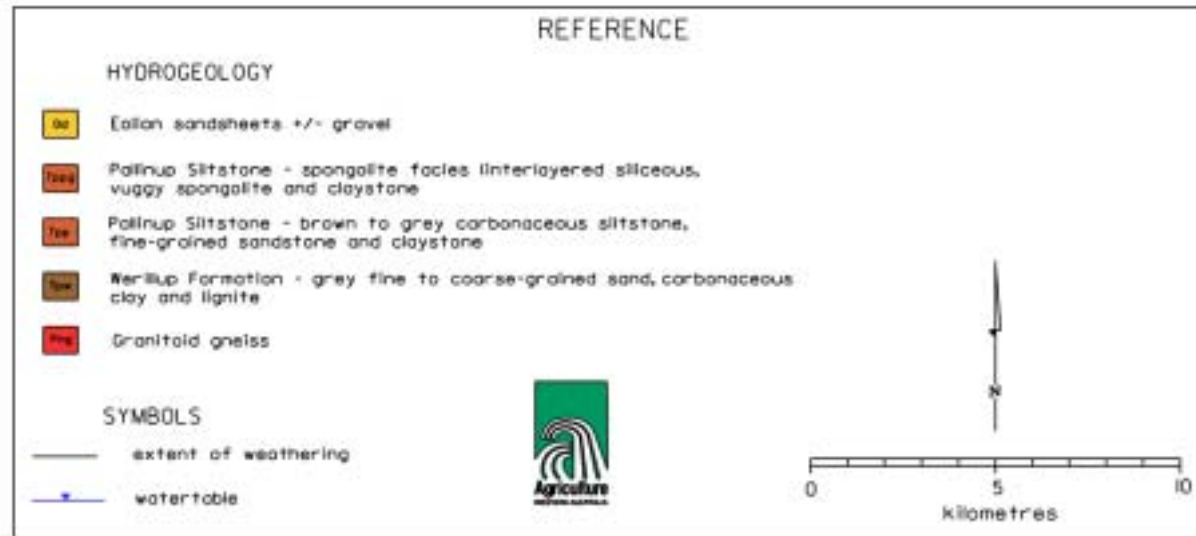 REFERENCE
HYDROGEOLOGY
Eolian sandsheets +/- gravel
Pallinup Siltstone - spongolite facies (interlayered siliceous,
vuggy spongolite and claystone
Pallinup Siltstone - brown to grey carbonaceous siltstone,
fine-grained sandstone and claystone
Werillup Formation - grey fine to coarse-grained sand, carbonaceous
clay and lignite
Granitoid gneiss
SYMBOLS
extent of weathering
watertable
Agriculture
WESTERN AUSTRALIA
N
0 5 10
kilometres